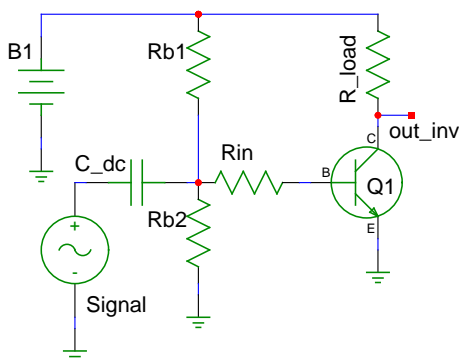 B1
Rb1
R_load
out_inv
C_dc
Rin
B
C
Q1
E
Rb2
+
-
Signal